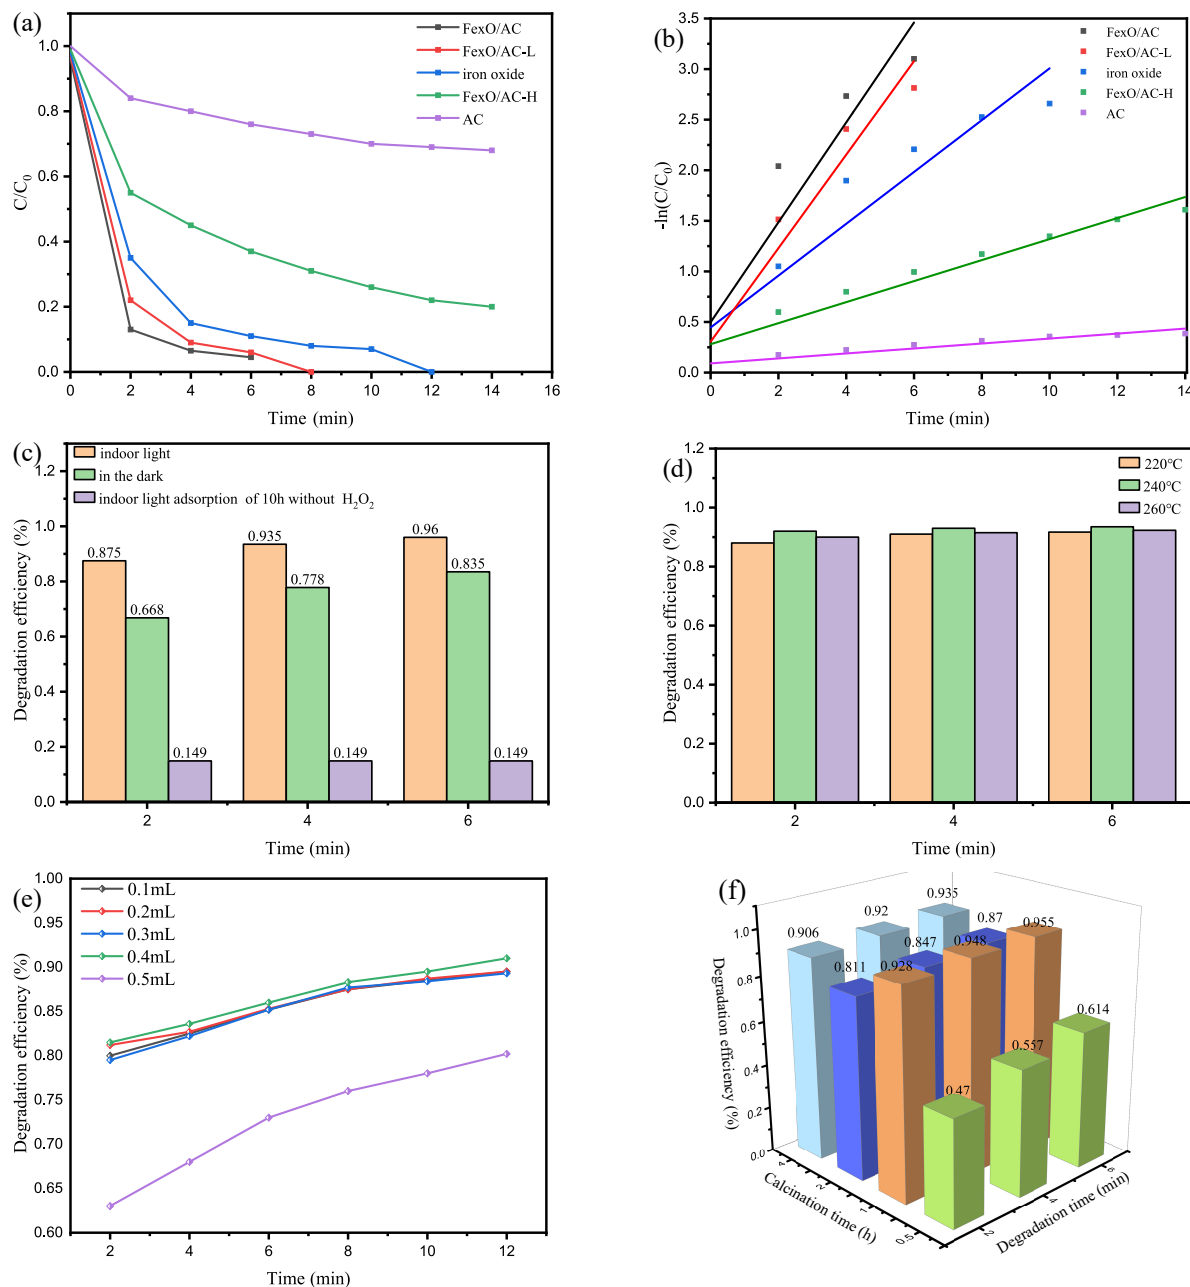 (a)
FexO/AC
FexO/AC-L
iron oxide
FexO/AC-H
AC
1.0
0.8
0.6
0.4
0.2
0.0
C/C0
0 2 4 6 8 10 12 14 16
Time (min)
(b)
FexO/AC
FexO/AC-L
iron oxide
FexO/AC-H
AC
3.5
3.0
2.5
2.0
1.5
1.0
0.5
0.0
-ln(C/C0)
0 2 4 6 8 10 12 14
Time (min)
(c)
indoor light
in the dark
indoor light adsorption of 10h without H2O2
1.2
1.0
0.8
0.6
0.4
0.2
0.0
Degradation efficiency (%)
0.875
0.668
0.149
0.935
0.778
0.149
0.96
0.835
0.149
2 4 6
Time (min)
(d)
220°C
240°C
260°C
1.2
1.0
0.8
0.6
0.4
0.2
0.0
Degradation efficiency (%)
2 4 6
Time (min)
(e)
0.1mL
0.2mL
0.3mL
0.4mL
0.5mL
1.00
0.95
0.90
0.85
0.80
0.75
0.70
0.65
0.60
Degradation efficiency (%)
2 4 6 8 10 12
Time (min)
(f)
0.906
0.92
0.935
0.811
0.847
0.87
0.928
0.948
0.955
0.47
0.557
0.614
1.0
0.8
0.6
0.4
0.2
0.0
Degradation efficiency (%)
4 2 1 0.5
Calcination time (h)
2 4 6
Degradation time (min)